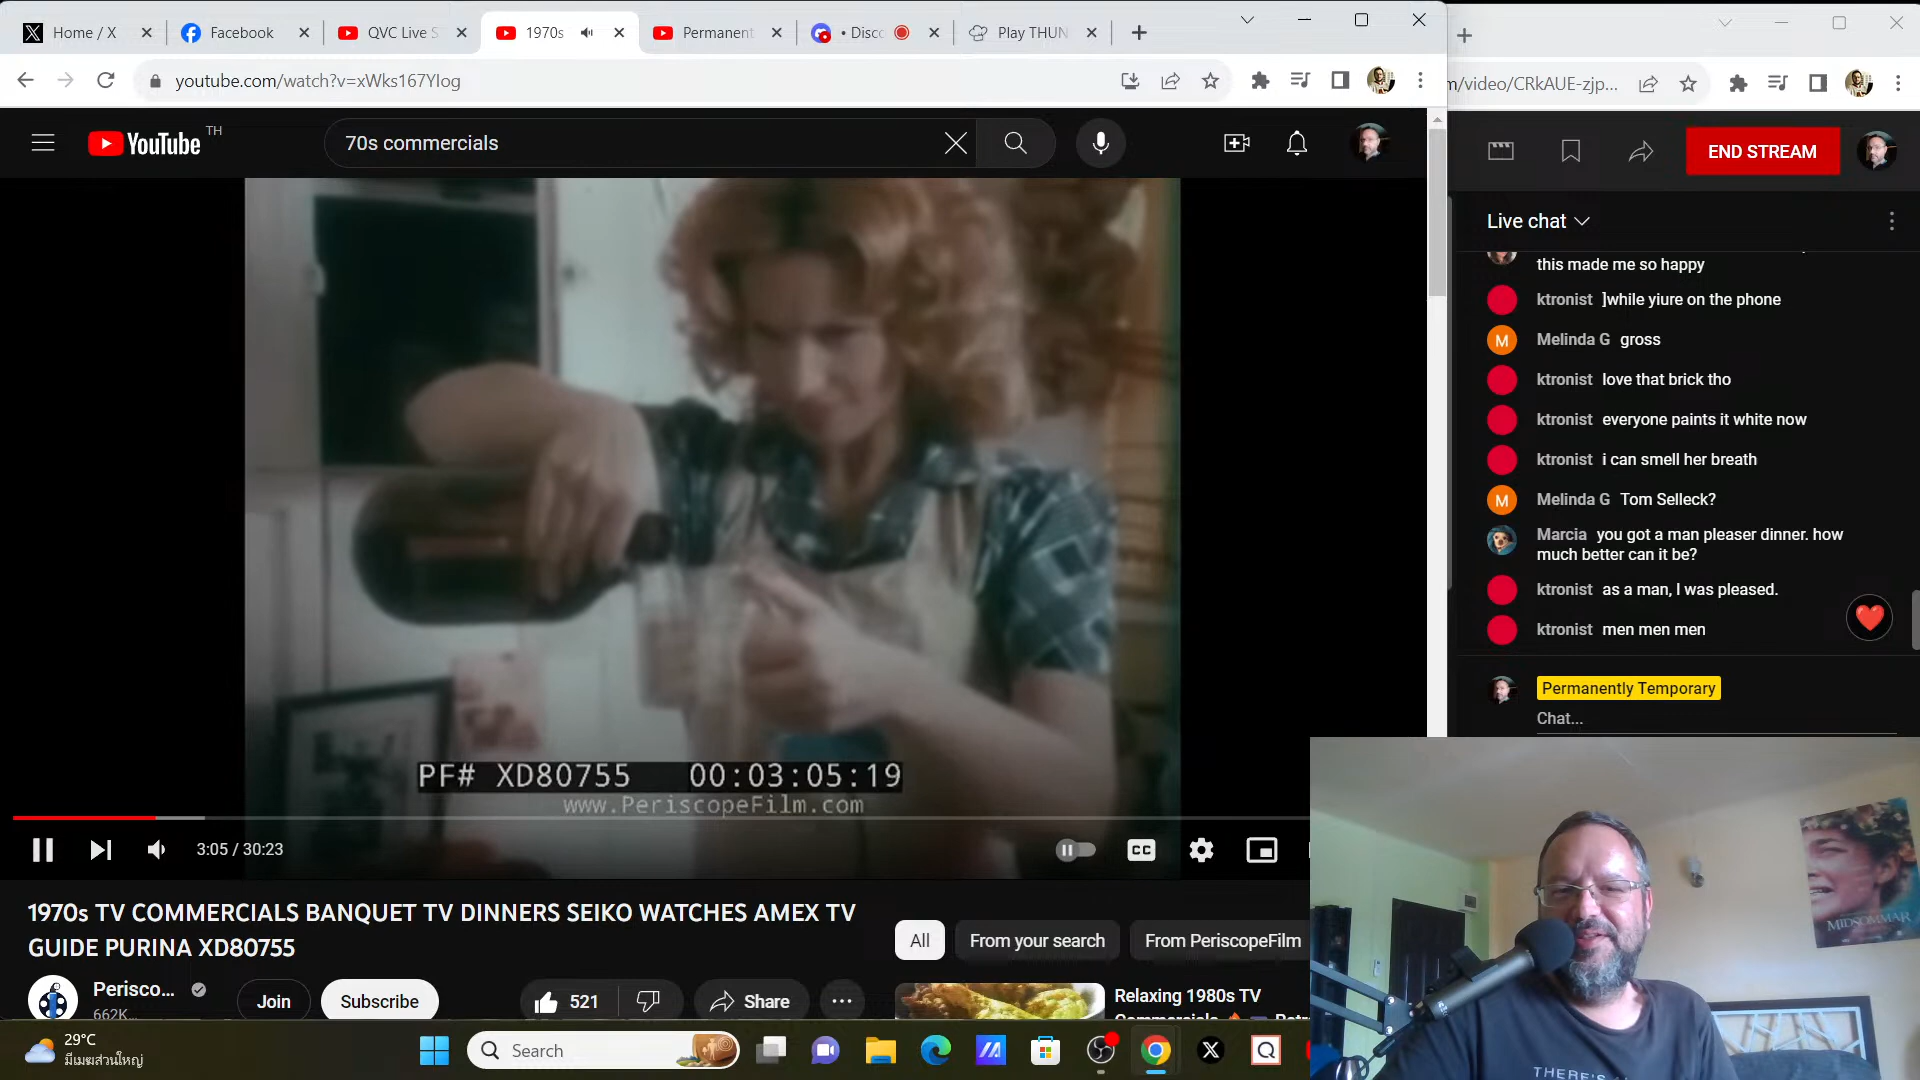 Home / X
Facebook
QVC Live S
1970s
Permanent
• Disco
Play THUN
youtube.com/watch?v=xWks167YIog
n/video/CRkAUE-zjp...
YouTube TH
70s commercials
END STREAM
Live chat
this made me so happy
ktronist ]while yiure on the phone
Melinda G gross
ktronist love that brick tho
ktronist everyone paints it white now
ktronist i can smell her breath
Melinda G Tom Selleck?
Marcia you got a man pleaser dinner. how
much better can it be?
ktronist as a man, I was pleased.
ktronist men men men
Permanently Temporary
Chat...
PF# XD80755 00:03:05:19
www.PeriscopeFilm.com
3:05 / 30:23
CC
1970s TV COMMERCIALS BANQUET TV DINNERS SEIKO WATCHES AMEX TV
GUIDE PURINA XD80755
All
From your search
From PeriscopeFilm
Perisco...
662K...
Join
Subscribe
521
Share
Relaxing 1980s TV
MIDSOMMAR
THERE'S
29°C
มีเมฆส่วนใหญ่
Search